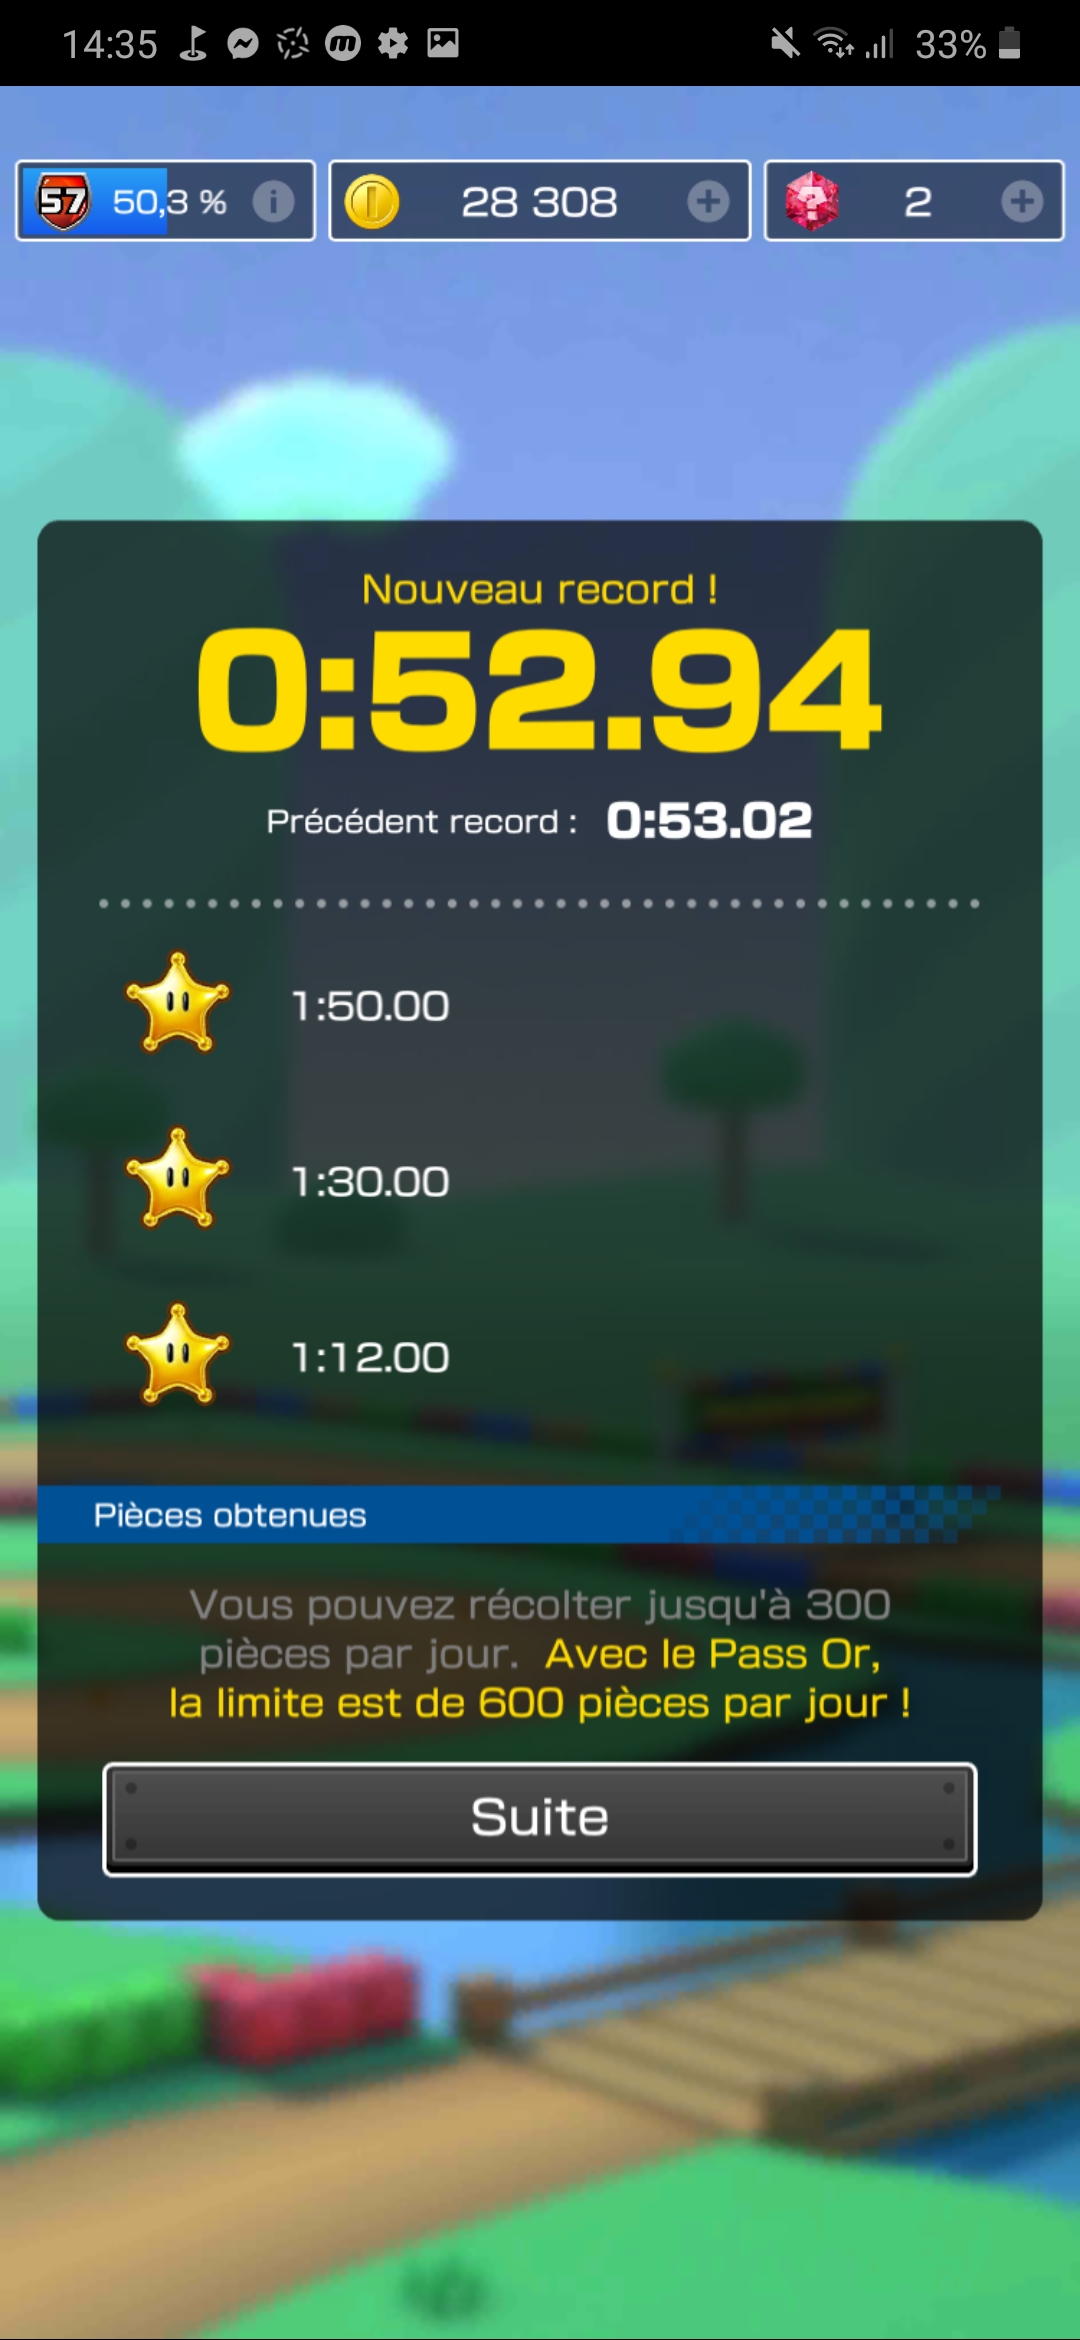 14:35 33%
57 50,3 % 28 308 2
Nouveau record !
0:52.94
Précédent record : 0:53.02
1:50.00
1:30.00
1:12.00
Pièces obtenues
Vous pouvez récolter jusqu'à 300
pièces par jour. Avec le Pass Or,
la limite est de 600 pièces par jour !
Suite